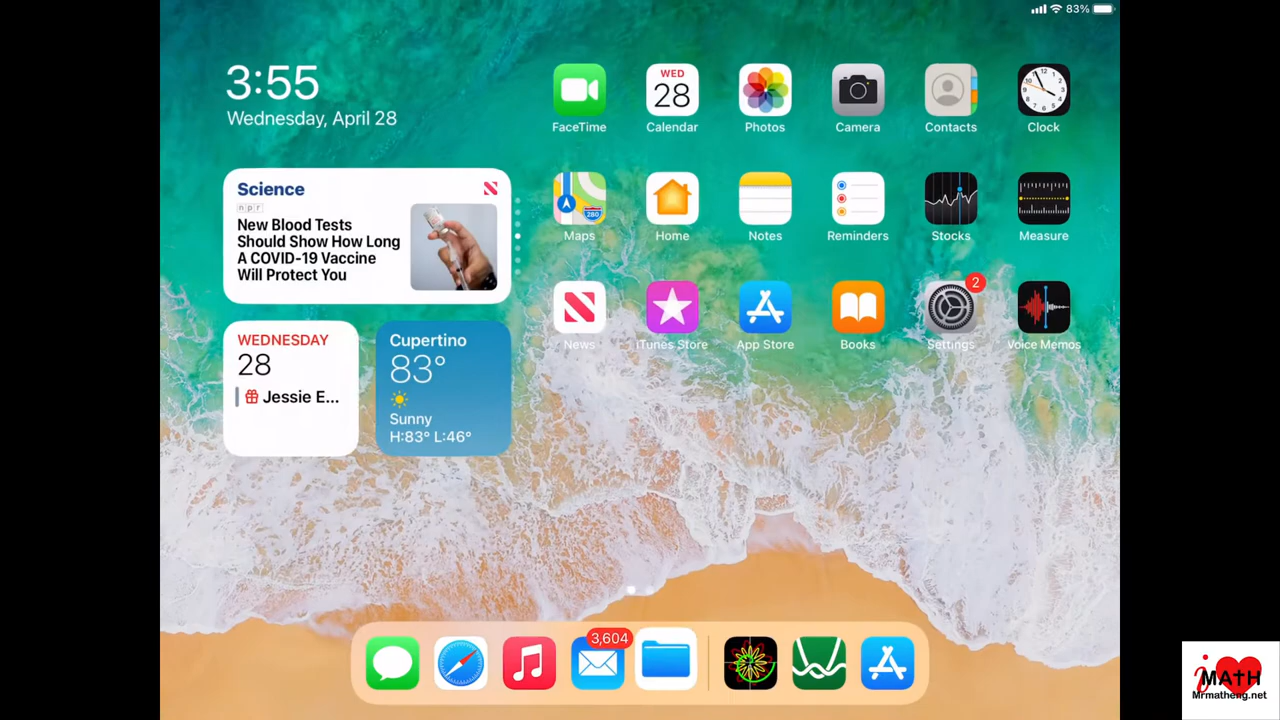 83%
3:55
Wednesday, April 28
Science
npr
New Blood Tests
Should Show How Long
A COVID-19 Vaccine
Will Protect You
WEDNESDAY
28
Jessie E...
Cupertino
83°
Sunny
H:83° L:46°
WED
28
FaceTime
Calendar
Photos
Camera
Contacts
Clock
280
Maps
Home
Notes
Reminders
Stocks
Measure
2
News
iTunes Store
App Store
Books
Settings
Voice Memos
3,604
i
MATH
Mrmatheng.net